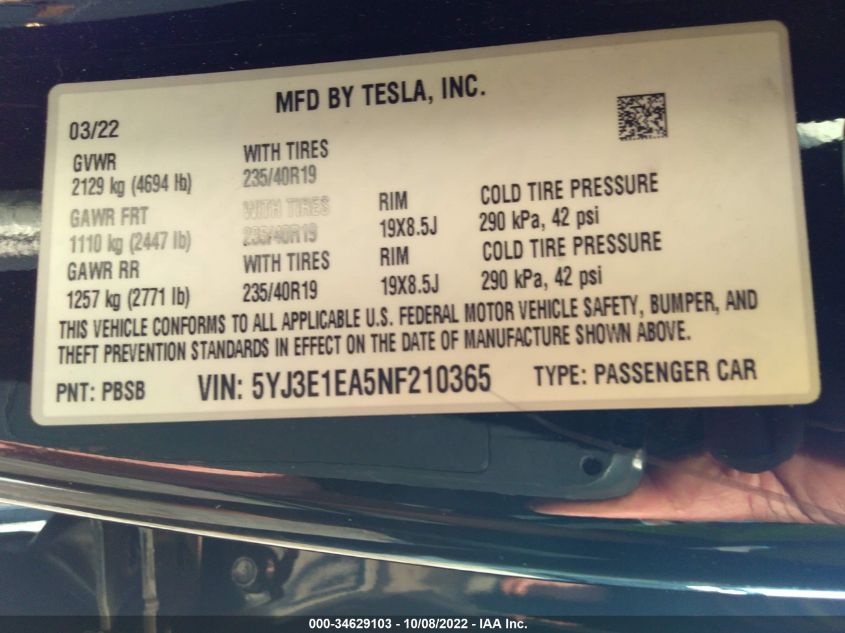 MFD BY TESLA, INC.
03/22
GVWR WITH TIRES
2129 kg (4694 lb) 235/40R19
GAWR FRT WITH TIRES RIM COLD TIRE PRESSURE
1110 kg (2447 lb) 235/40R19 19X8.5J 290 kPa, 42 psi
GAWR RR WITH TIRES RIM COLD TIRE PRESSURE
1257 kg (2771 lb) 235/40R19 19X8.5J 290 kPa, 42 psi
THIS VEHICLE CONFORMS TO ALL APPLICABLE U.S. FEDERAL MOTOR VEHICLE SAFETY, BUMPER, AND
THEFT PREVENTION STANDARDS IN EFFECT ON THE DATE OF MANUFACTURE SHOWN ABOVE.
PNT: PBSB VIN: 5YJ3E1EA5NF210365 TYPE: PASSENGER CAR
000-34629103 - 10/08/2022 - IAA Inc.